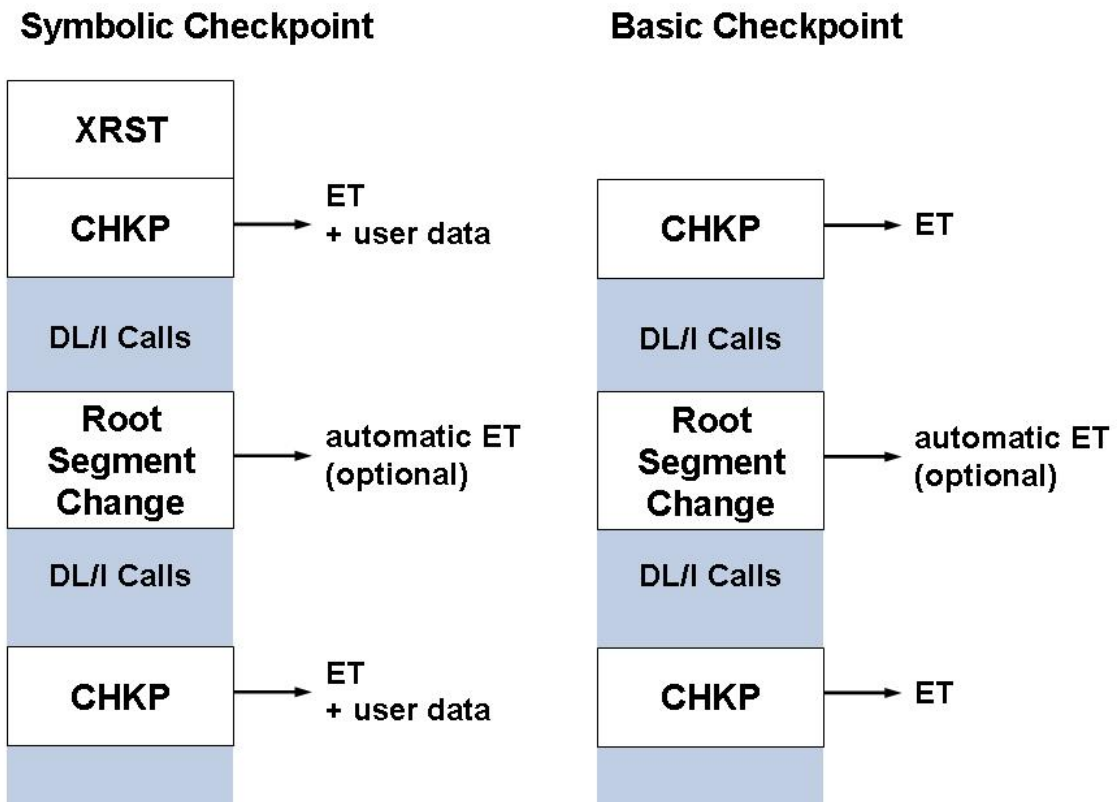 Symbolic Checkpoint
XRST
CHKP
ET
+ user data
DL/I Calls
Root
Segment
Change
automatic ET
(optional)
DL/I Calls
CHKP
ET
+ user data
Basic Checkpoint
CHKP
ET
DL/I Calls
Root
Segment
Change
automatic ET
(optional)
DL/I Calls
CHKP
ET